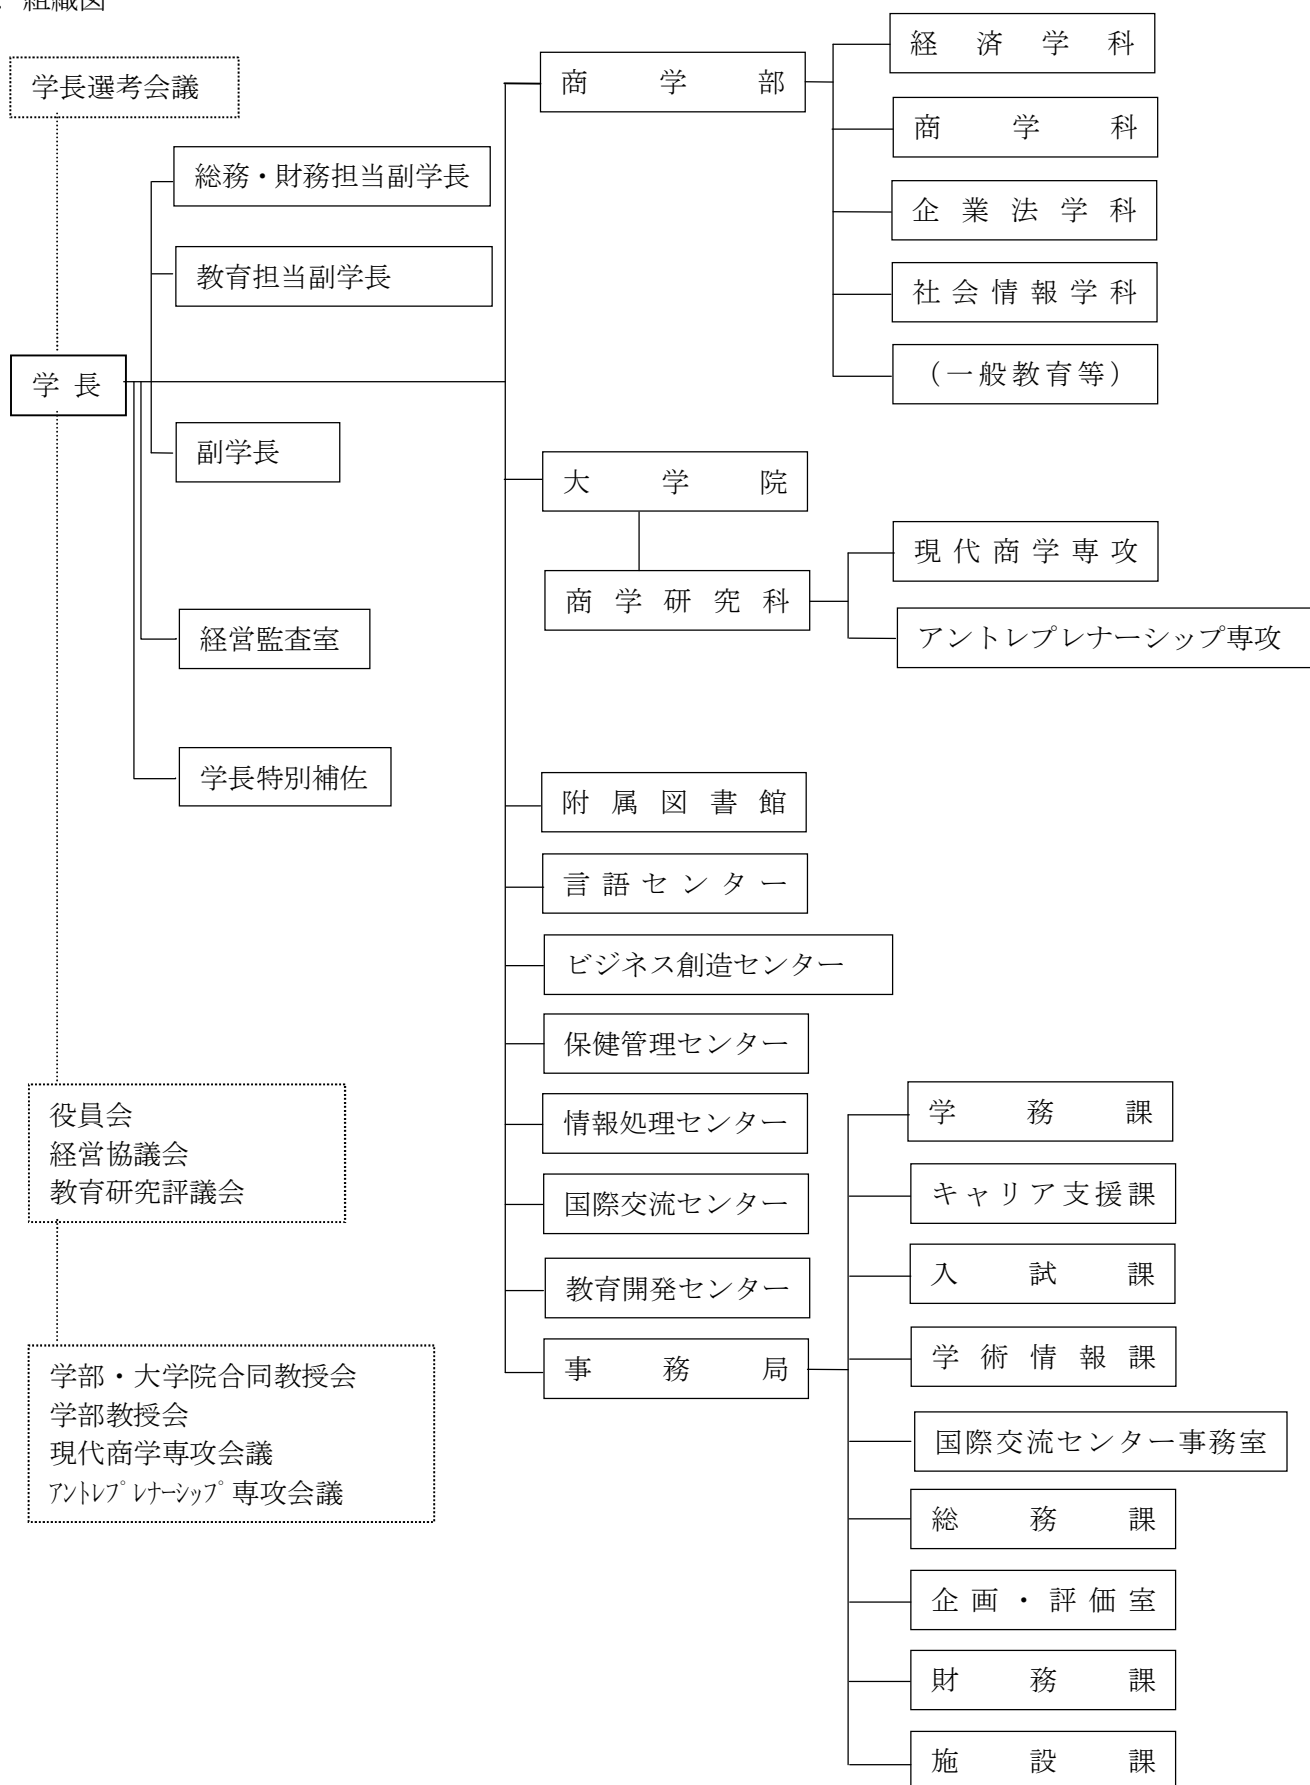 組織図
学長選考会議
総務・財務担当副学長
教育担当副学長
学長
副学長
経営監査室
学長特別補佐
役員会
経営協議会
教育研究評議会
学部・大学院合同教授会
学部教授会
現代商学専攻会議
ｱﾝﾄﾚﾌﾟﾚﾅｰｼｯﾌﾟ専攻会議
商学部
経済学科
商学科
企業法学科
社会情報学科
（一般教育等）
大学院
商学研究科
現代商学専攻
アントレプレナーシップ専攻
附属図書館
言語センター
ビジネス創造センター
保健管理センター
情報処理センター
国際交流センター
教育開発センター
事務局
学務課
キャリア支援課
入試課
学術情報課
国際交流センター事務室
総務課
企画・評価室
財務課
施設課